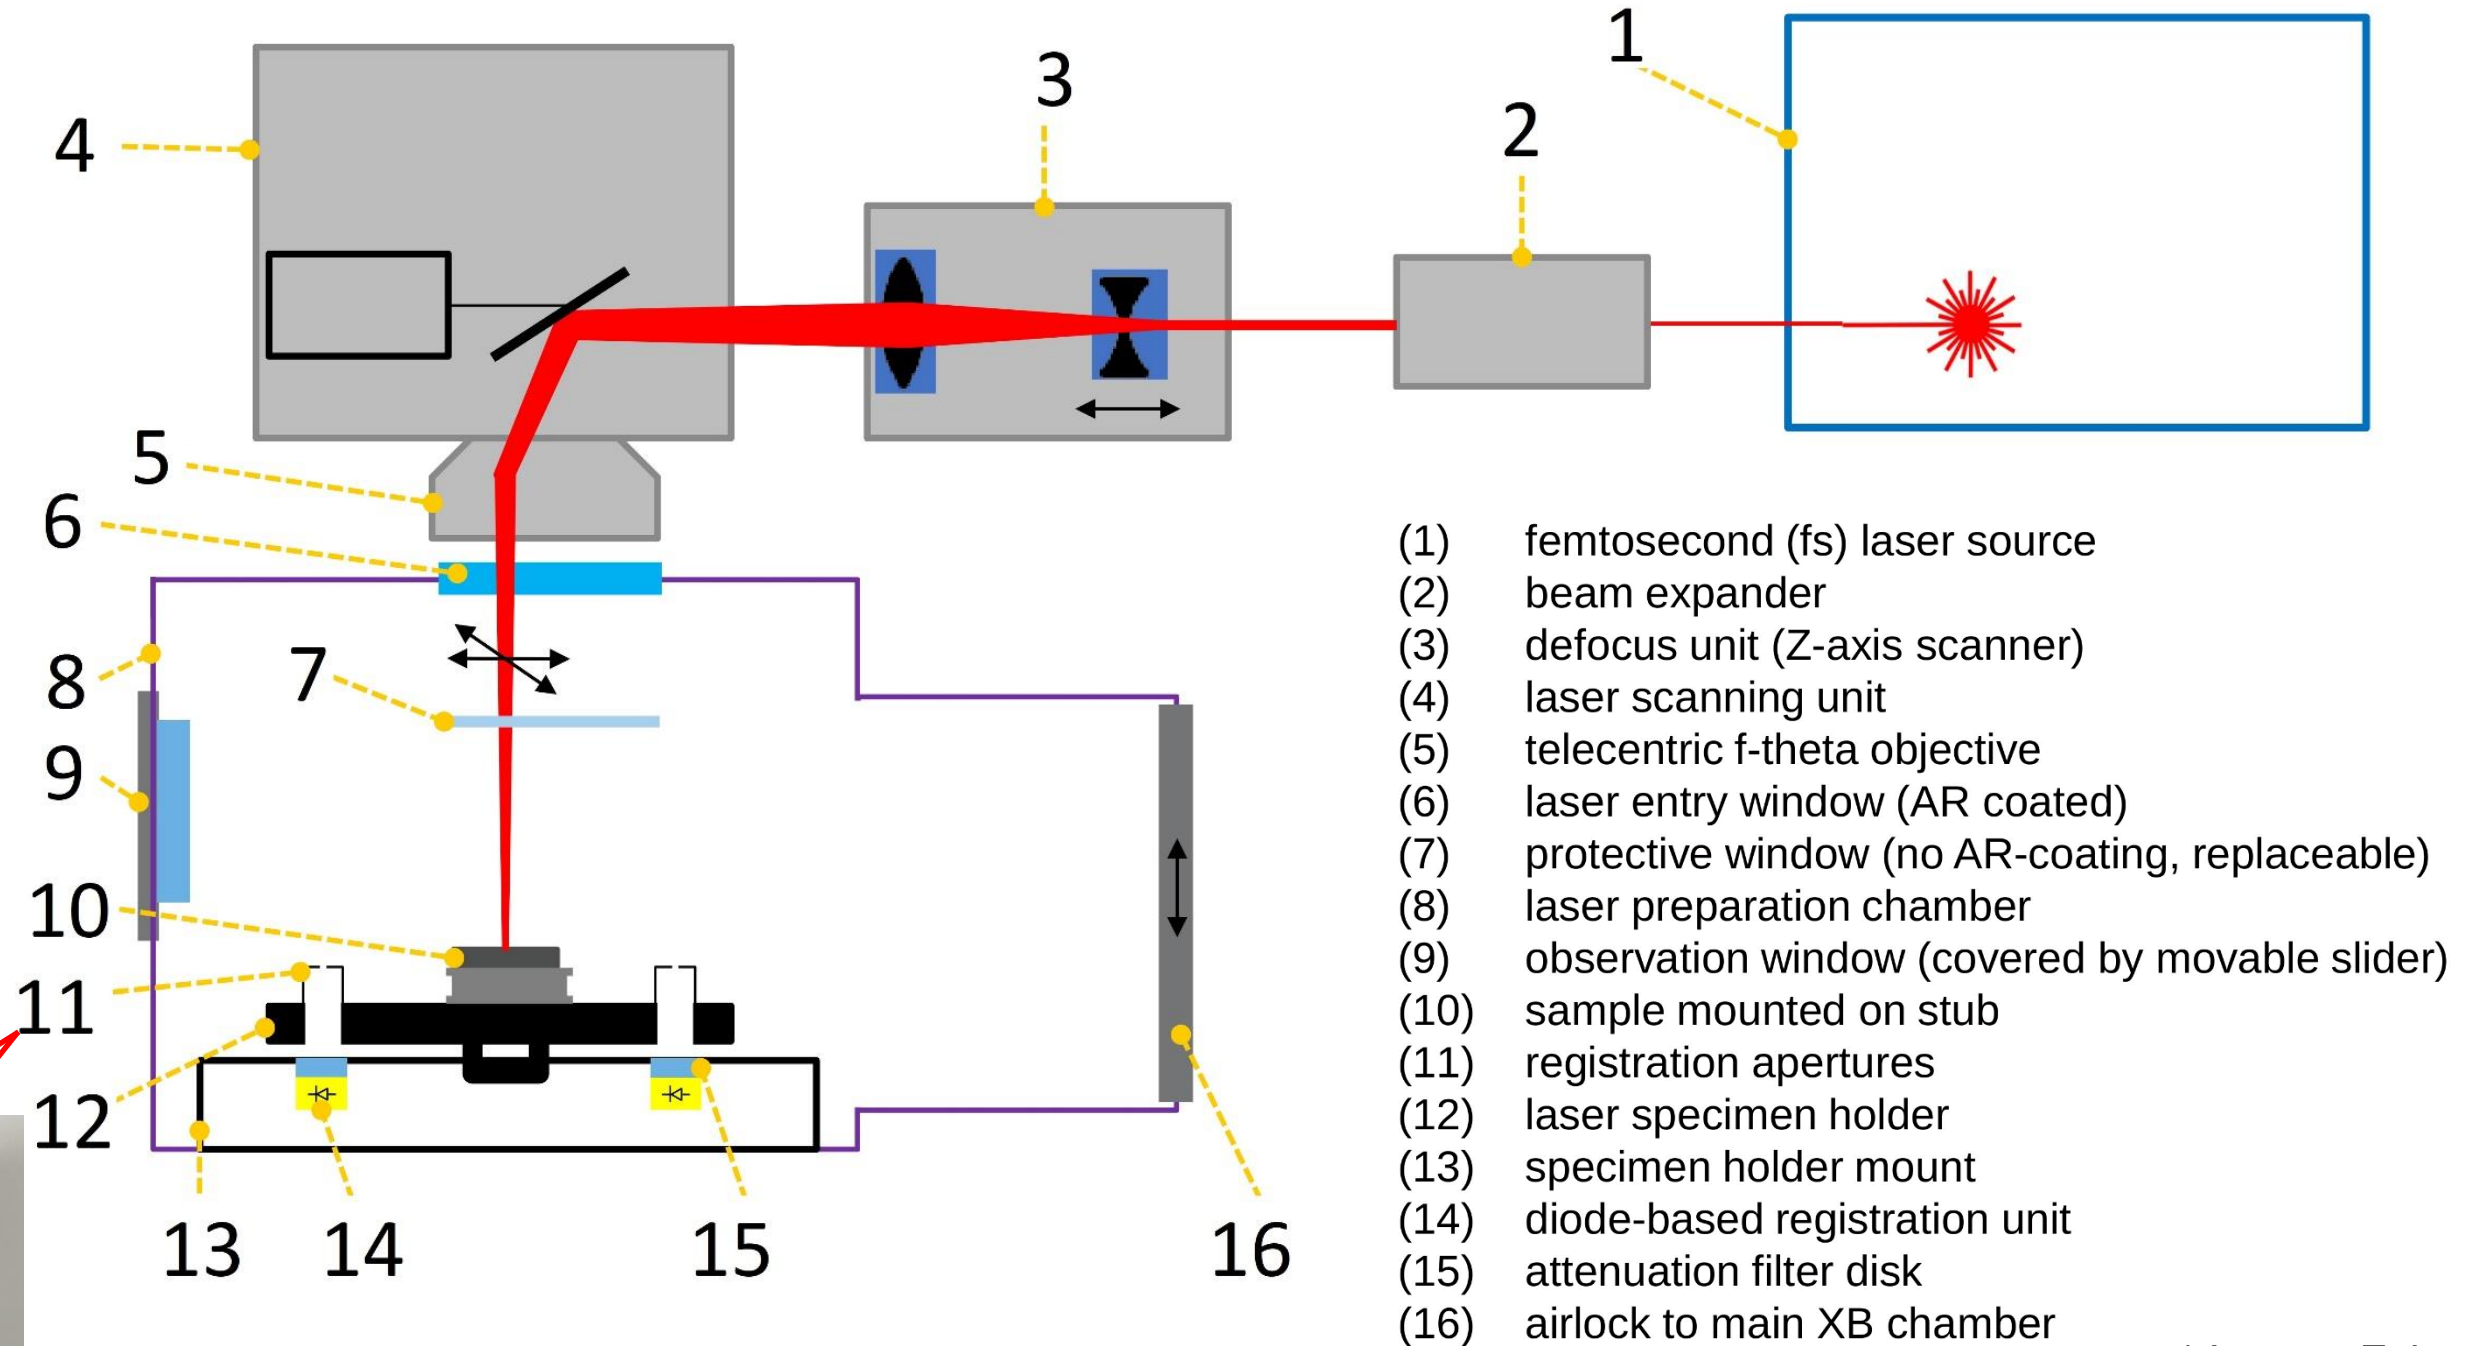 1
3
2
4
5
6
7
8
9
10
11
12
13
14
15
16
(1) femtosecond (fs) laser source
(2) beam expander
(3) defocus unit (Z-axis scanner)
(4) laser scanning unit
(5) telecentric f-theta objective
(6) laser entry window (AR coated)
(7) protective window (no AR-coating, replaceable)
(8) laser preparation chamber
(9) observation window (covered by movable slider)
(10) sample mounted on stub
(11) registration apertures
(12) laser specimen holder
(13) specimen holder mount
(14) diode-based registration unit
(15) attenuation filter disk
(16) airlock to main XB chamber